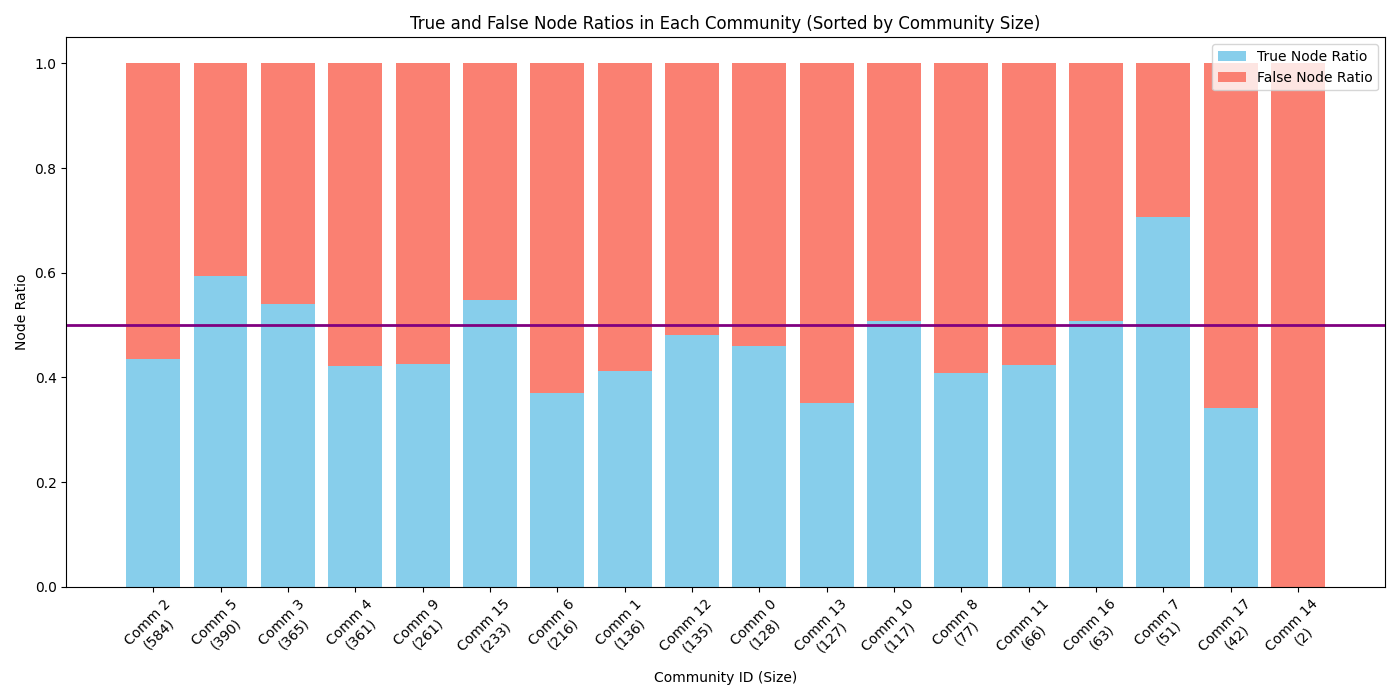 True and False Node Ratios in Each Community (Sorted by Community Size)
True Node Ratio
False Node Ratio
1.0
0.8
0.6
0.4
0.2
0.0
Node Ratio
Comm 2
(584)
Comm 5
(390)
Comm 3
(365)
Comm 4
(361)
Comm 9
(261)
Comm 15
(233)
Comm 6
(216)
Comm 1
(136)
Comm 12
(135)
Comm 0
(128)
Comm 13
(127)
Comm 10
(117)
Comm 8
(77)
Comm 11
(66)
Comm 16
(63)
Comm 7
(51)
Comm 17
(42)
Comm 14
(2)
Community ID (Size)